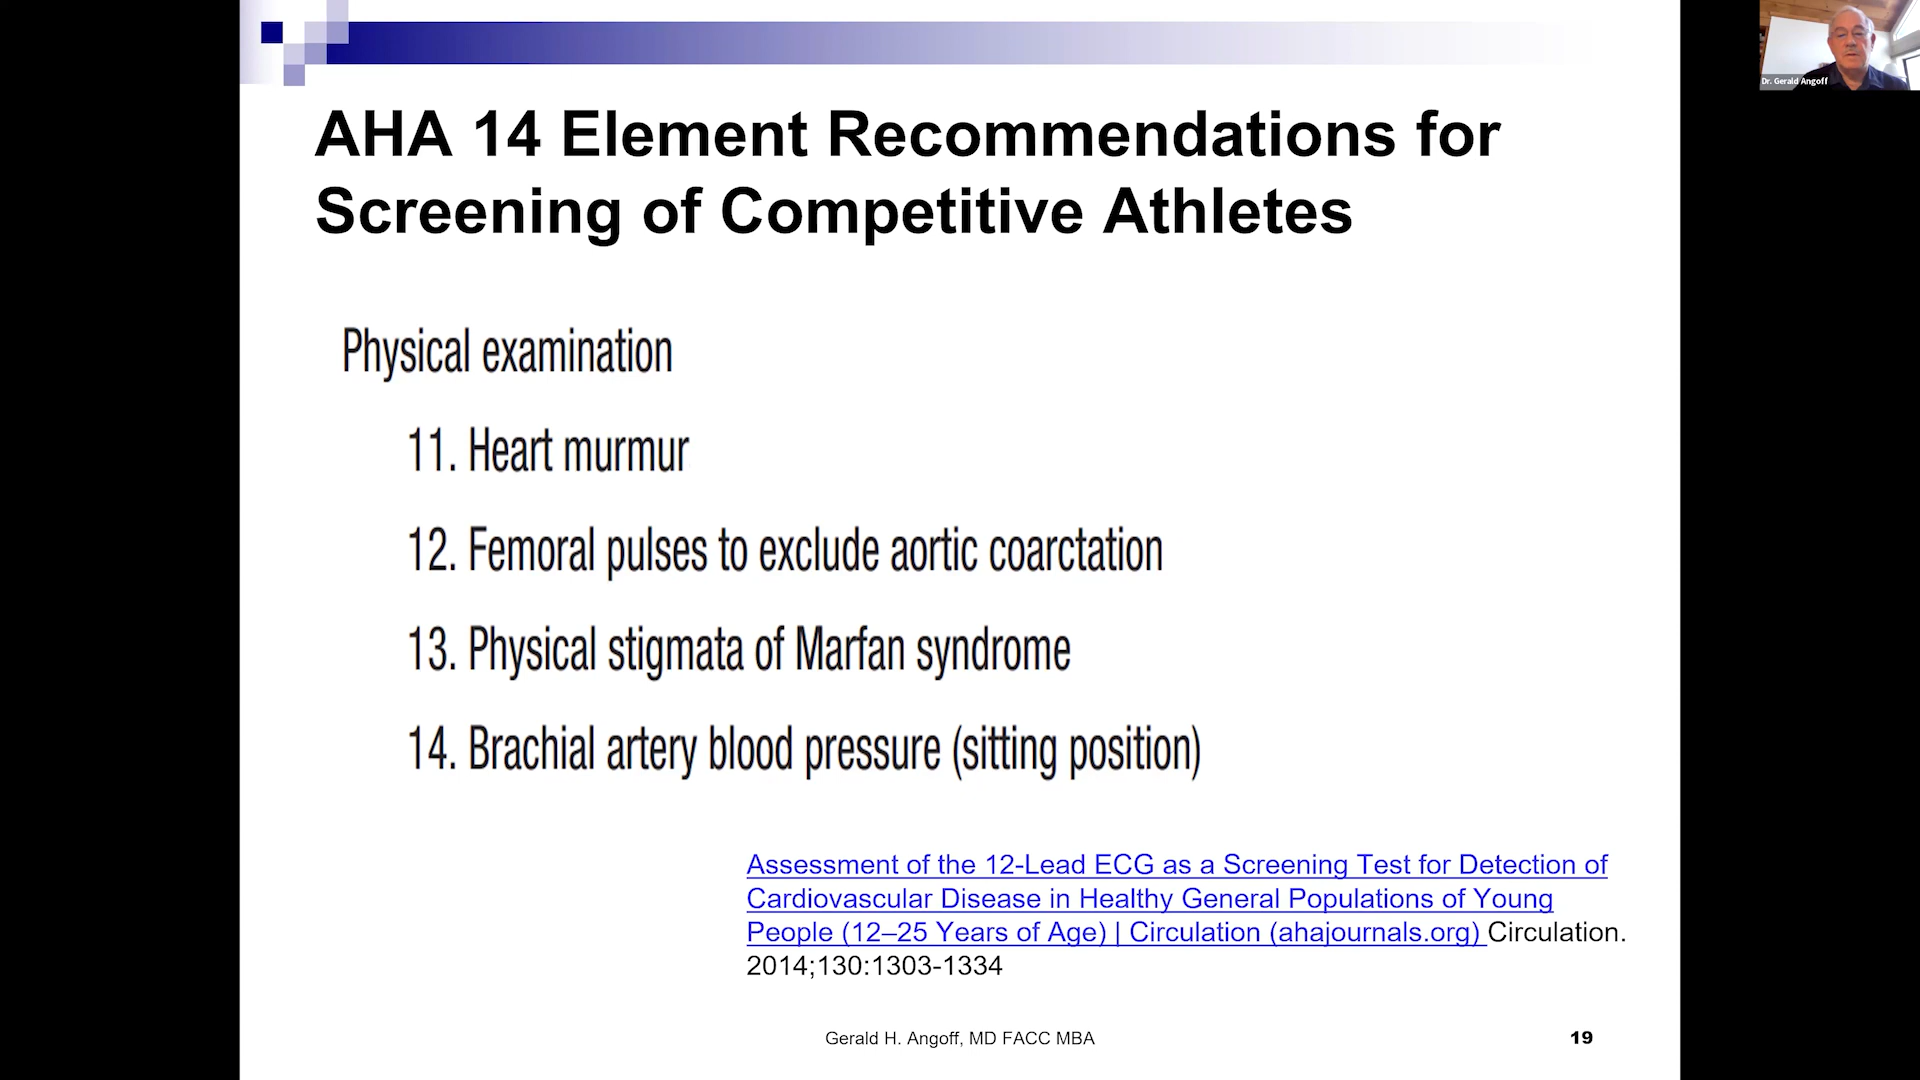 AHA 14 Element Recommendations for
Screening of Competitive Athletes
Physical examination
11. Heart murmur
12. Femoral pulses to exclude aortic coarctation
13. Physical stigmata of Marfan syndrome
14. Brachial artery blood pressure (sitting position)
Assessment of the 12-Lead ECG as a Screening Test for Detection of
Cardiovascular Disease in Healthy General Populations of Young
People (12–25 Years of Age) | Circulation (ahajournals.org) Circulation.
2014;130:1303-1334
Gerald H. Angoff, MD FACC MBA
19
Dr. Gerald Angoff